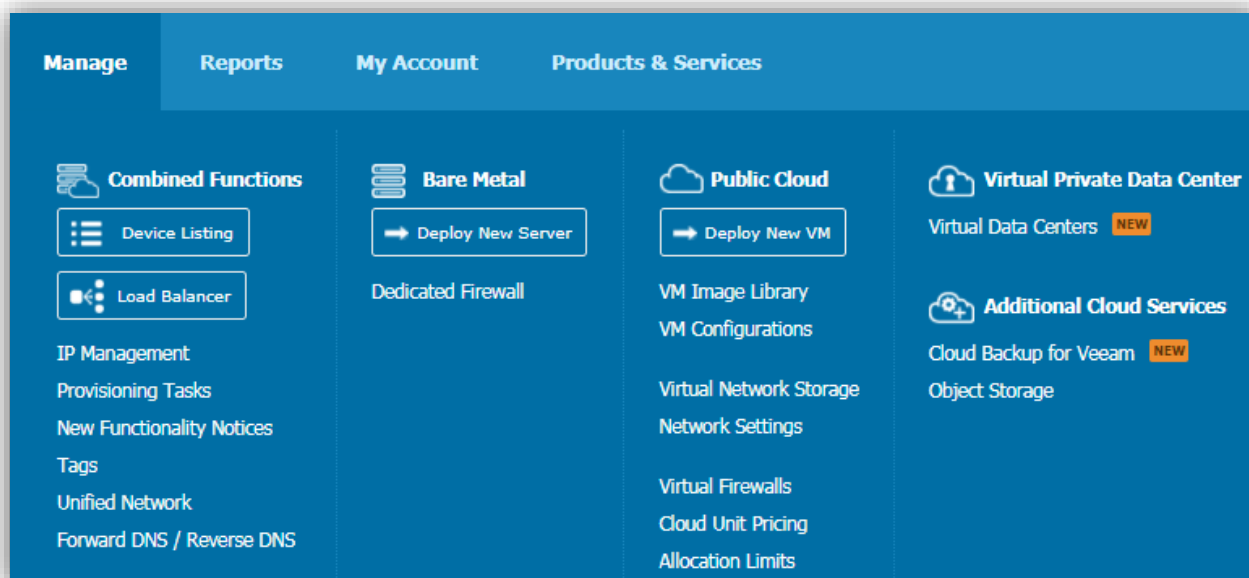 Manage
Reports
My Account
Products & Services
Combined Functions
Device Listing
Load Balancer
IP Management
Provisioning Tasks
New Functionality Notices
Tags
Unified Network
Forward DNS / Reverse DNS
Bare Metal
Deploy New Server
Dedicated Firewall
Public Cloud
Deploy New VM
VM Image Library
VM Configurations
Virtual Network Storage
Network Settings
Virtual Firewalls
Cloud Unit Pricing
Allocation Limits
Virtual Private Data Center
Virtual Data Centers NEW
Additional Cloud Services
Cloud Backup for Veeam NEW
Object Storage